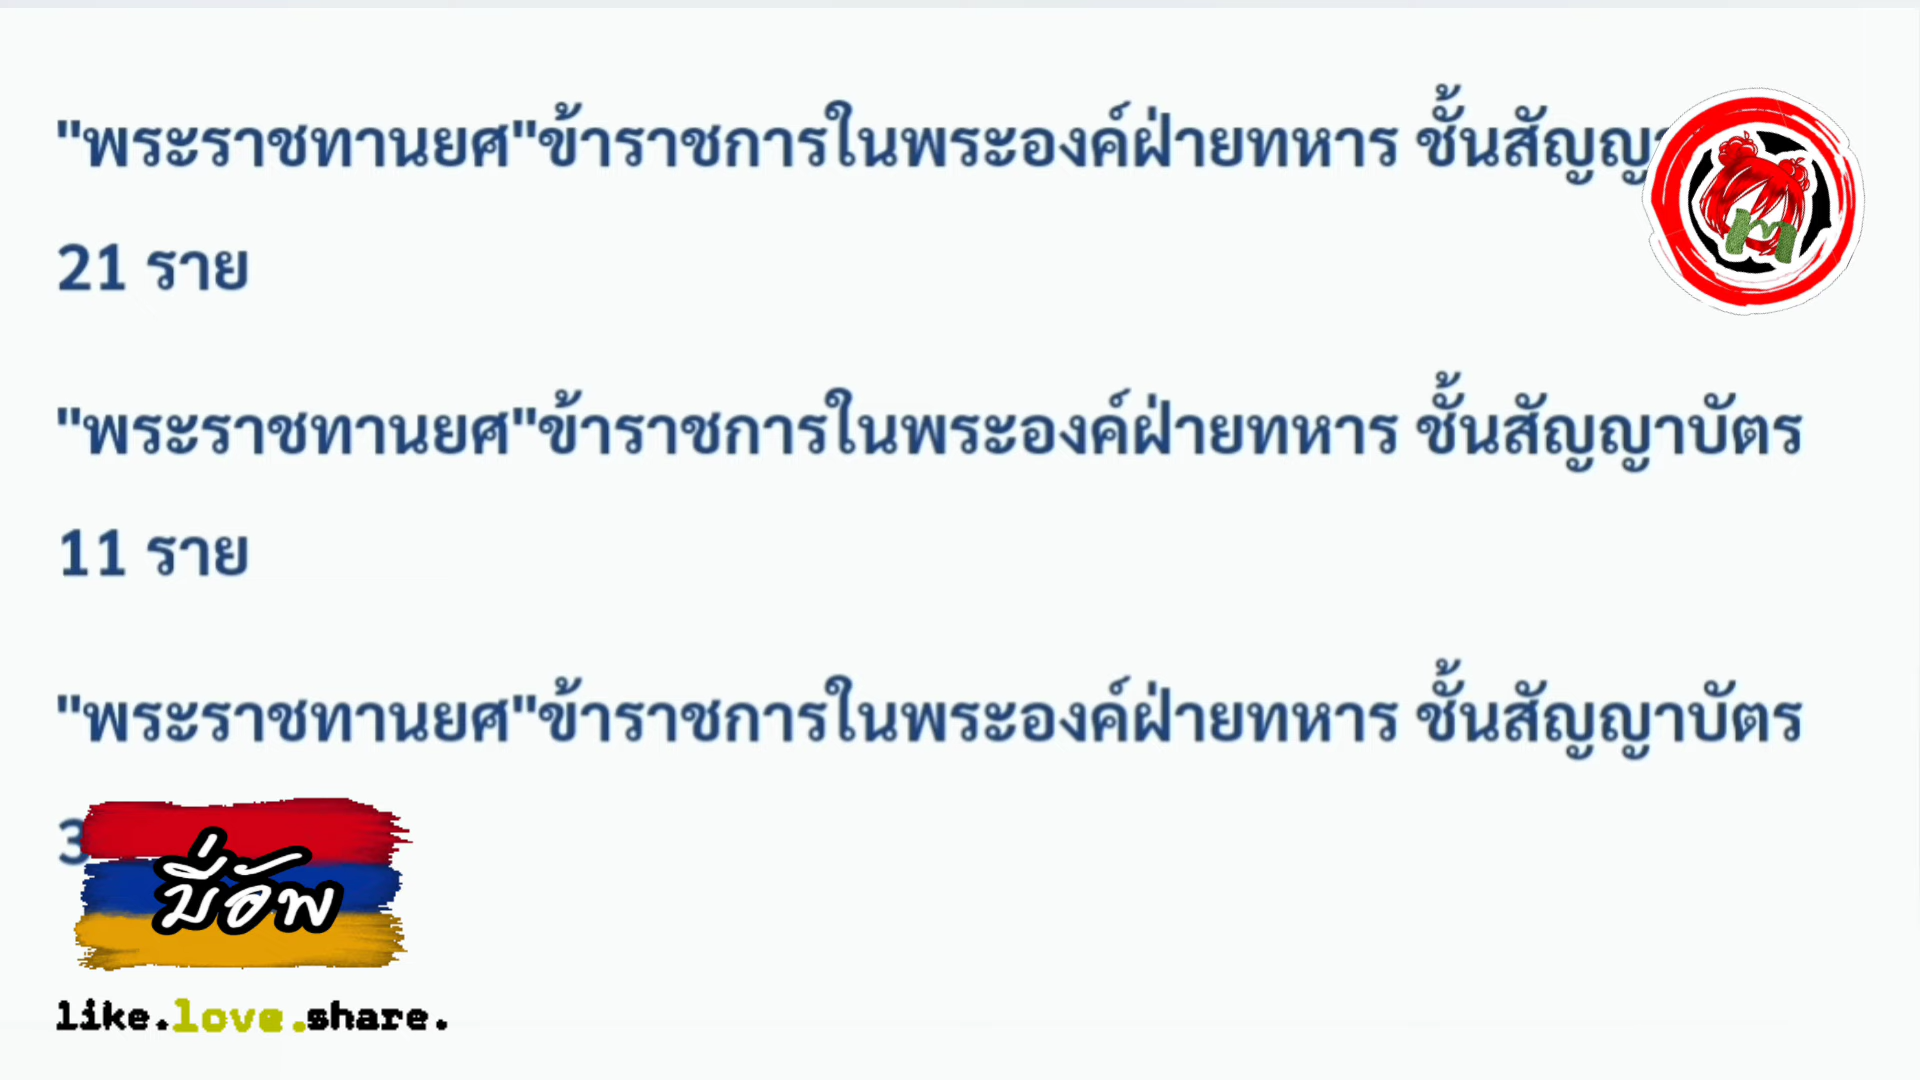 "พระราชทานยศ"ข้าราชการในพระองค์ฝ่ายทหาร
21 ราย
"พระราชทานยศ"ข้าราชการในพระองค์ฝ่ายทหาร ชั้นสัญญาบัตร
11 ราย
"พระราชทานยศ"ข้าราชการในพระองค์ฝ่ายทหาร ชั้นสัญญาบัตร
บี่อัพ
like.love.share.